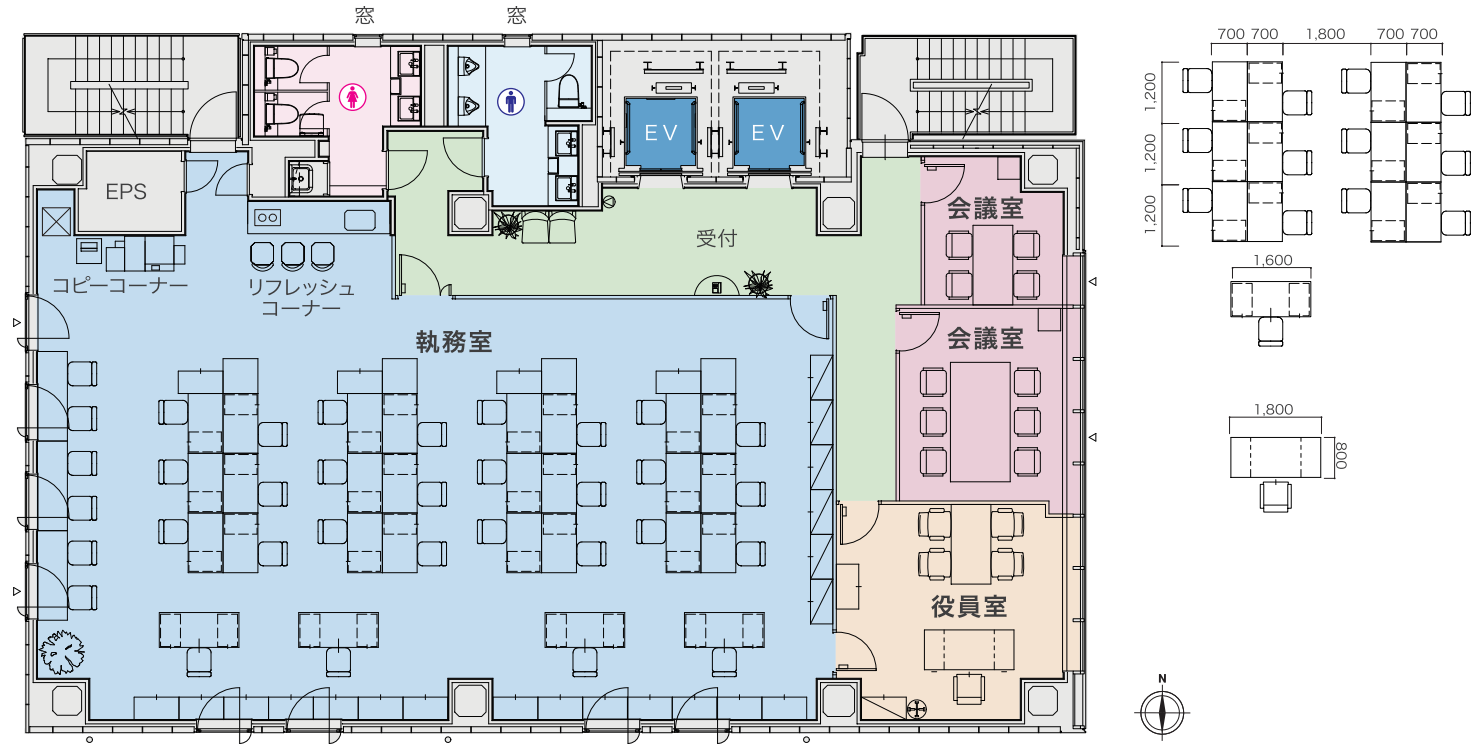 窓
窓
700 700 1,800 700 700
1,200
1,200
1,200
EV
EV
EPS
会議室
受付
コピーコーナー
リフレッシュ
コーナー
1,600
執務室
会議室
1,800
800
役員室
N